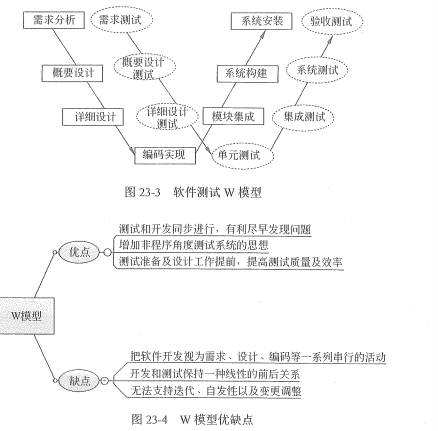 需求分析
需求测试
系统安装
验收测试
概要设计
概要设计
测试
系统构建
系统测试
详细设计
详细设计
测试
模块集成
集成测试
编码实现
单元测试
图 23-3 软件测试 W 模型
测试和开发同步进行，有利尽早发现问题
优点
增加非程序角度测试系统的思想
测试准备及设计工作提前，提高测试质量及效率
W模型
把软件开发视为需求、设计、编码等一系列串行的活动
缺点
开发和测试保持一种线性的前后关系
无法支持迭代、自发性以及变更调整
图 23-4 W 模型优缺点